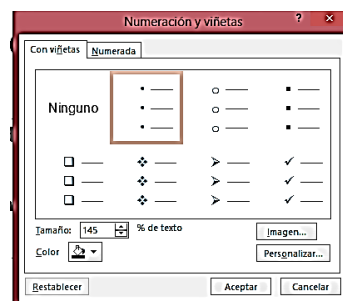 Numeración y viñetas
Con viñetas Numerada
Ninguno
Tamaño: 145 % de texto
Imagen...
Color
Personalizar...
Restablecer Aceptar Cancelar